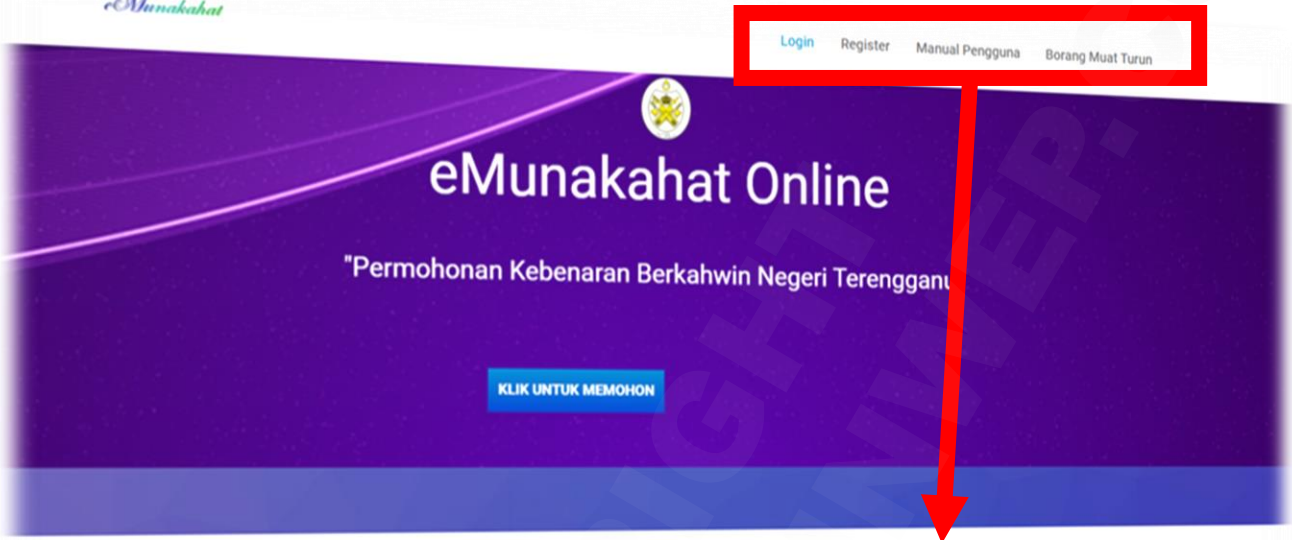 eMunakahat
Login Register Manual Pengguna Borang Muat Turun
eMunakahat Online
"Permohonan Kebenaran Berkahwin Negeri Terengganu
KLIK UNTUK MEMOHON